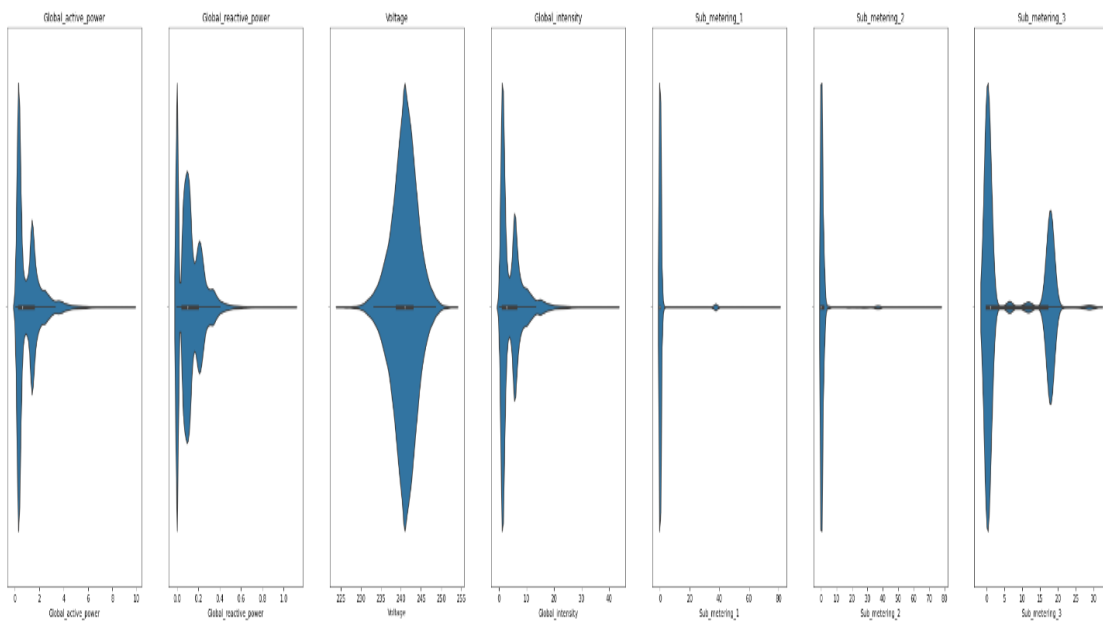 Global_active_power Global_reactive_power Voltage Global_intensity Sub_metering_1 Sub_metering_2 Sub_metering_3
0 2 4 6 8 10 0.0 0.2 0.4 0.6 0.8 1.0 225 230 235 240 245 250 255 0 10 20 30 40 0 20 40 60 80 0 10 20 30 40 50 60 70 80 0 5 10 15 20 25 30
Global_active_power Global_reactive_power Voltage Global_intensity Sub_metering_1 Sub_metering_2 Sub_metering_3